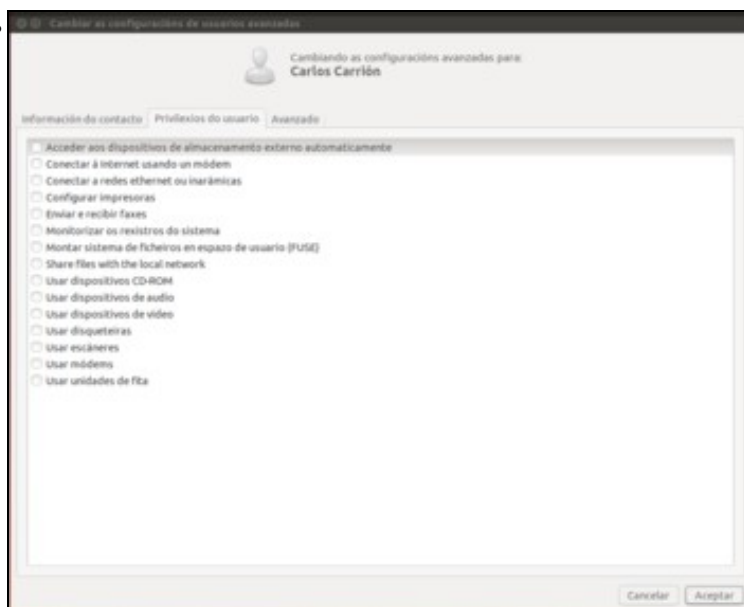 Cambiar as configuracións de usuarios avanzadas
Cambiando as configuracións avanzadas para:
Carlos Carrión
Información do contacto Privilexios do usuario Avanzado
Acceder aos dispositivos de almacenamento externo automaticamente
Conectar á Internet usando un módem
Conectar a redes ethernet ou inarámicas
Configurar impresoras
Enviar e recibir faxes
Monitorizar os rexistros do sistema
Montar sistema de ficheiros en espazo de usuario (FUSE)
Share files with the local network
Usar dispositivos CD-ROM
Usar dispositivos de audio
Usar dispositivos de video
Usar disqueteiras
Usar escáneres
Usar módems
Usar unidades de fita
Cancelar Aceptar